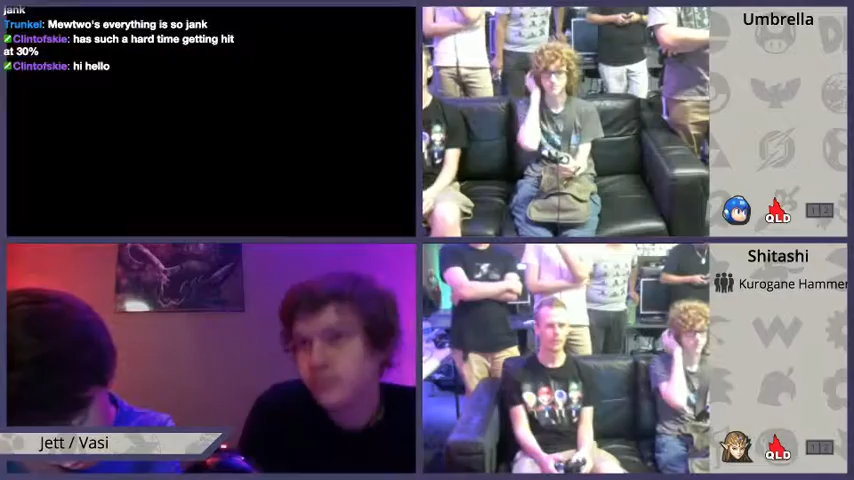 jank
Trunkel: Mewtwo's everything is so jank
Clintofskie: has such a hard time getting hit
at 30%
Clintofskie: hi hello
Umbrella
QLD
Shitashi
Kurogane Hammer
QLD
Jett / Vasi